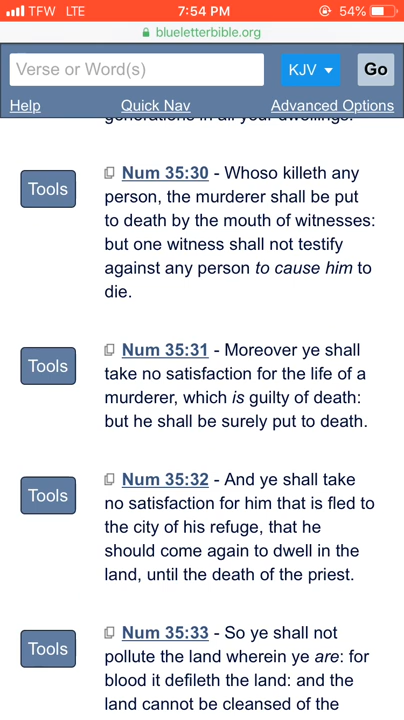 TFW LTE 7:54 PM 54%
blueletterbible.org
Verse or Word(s) KJV Go
Help Quick Nav Advanced Options
generations in all your dwellings.
Tools
Num 35:30 - Whoso killeth any
person, the murderer shall be put
to death by the mouth of witnesses:
but one witness shall not testify
against any person to cause him to
die.
Tools
Num 35:31 - Moreover ye shall
take no satisfaction for the life of a
murderer, which is guilty of death:
but he shall be surely put to death.
Tools
Num 35:32 - And ye shall take
no satisfaction for him that is fled to
the city of his refuge, that he
should come again to dwell in the
land, until the death of the priest.
Tools
Num 35:33 - So ye shall not
pollute the land wherein ye are: for
blood it defileth the land: and the
land cannot be cleansed of the